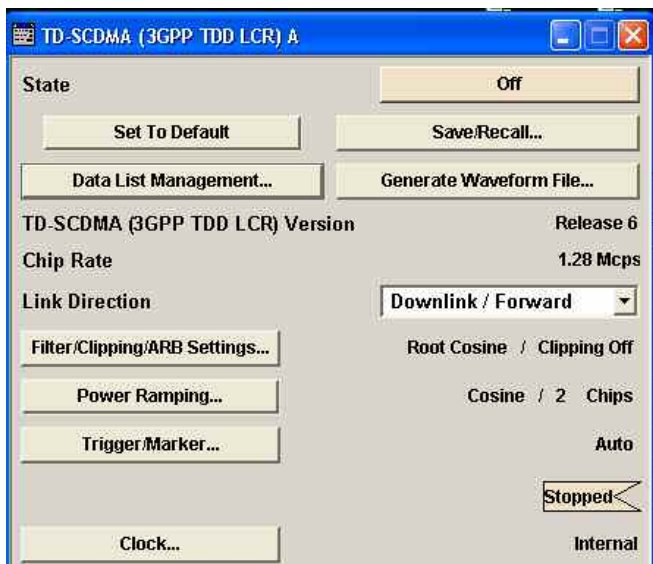 TD-SCDMA (3GPP TDD LCR) A
State Off
Set To Default Save/Recall...
Data List Management... Generate Waveform File...
TD-SCDMA (3GPP TDD LCR) Version Release 6
Chip Rate 1.28 Mcps
Link Direction Downlink / Forward
Filter/Clipping/ARB Settings... Root Cosine / Clipping Off
Power Ramping... Cosine / 2 Chips
Trigger/Marker... Auto
Stopped
Clock... Internal